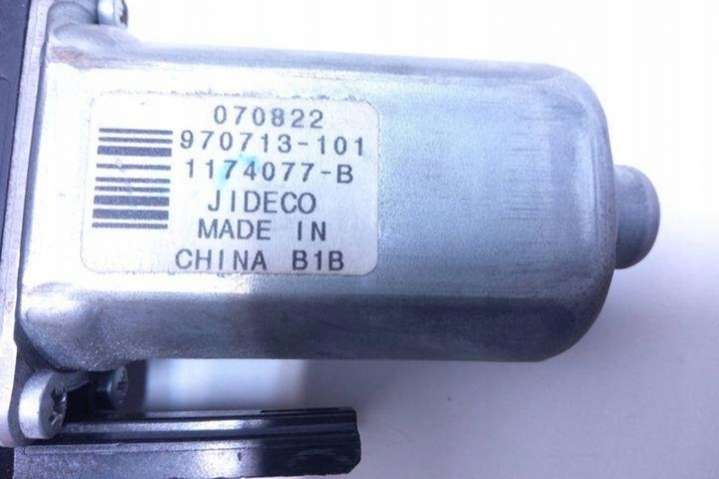 070822
970713-101
1174077-B
JIDECO
MADE IN
CHINA B1B